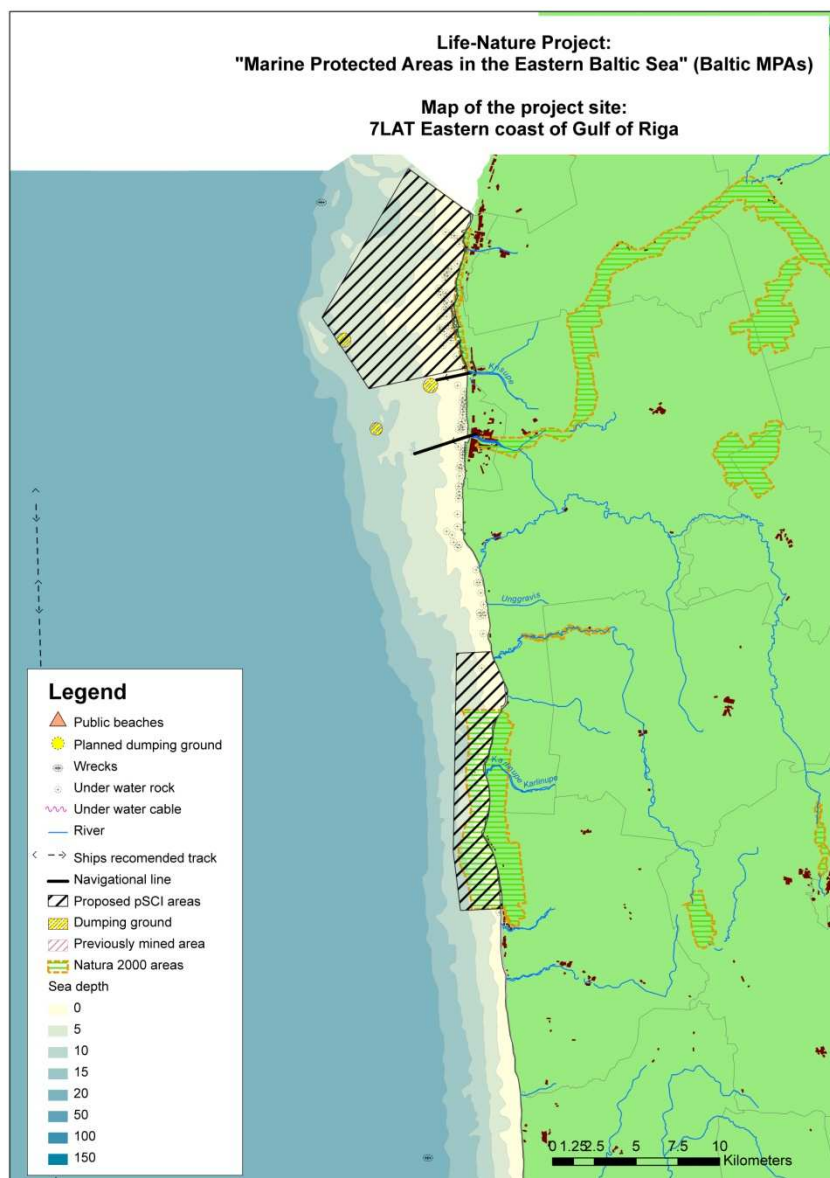 Life-Nature Project:
"Marine Protected Areas in the Eastern Baltic Sea" (Baltic MPAs)
Map of the project site:
7LAT Eastern coast of Gulf of Riga
Unggravis
Karlinupe
Legend
Public beaches
Planned dumping ground
Wrecks
Under water rock
Under water cable
River
Ships recomended track
Navigational line
Proposed pSCI areas
Dumping ground
Previously mined area
Natura 2000 areas
Sea depth
0
5
10
15
20
50
100
150
0 1.25 2.5 5 7.5 10
Kilometers